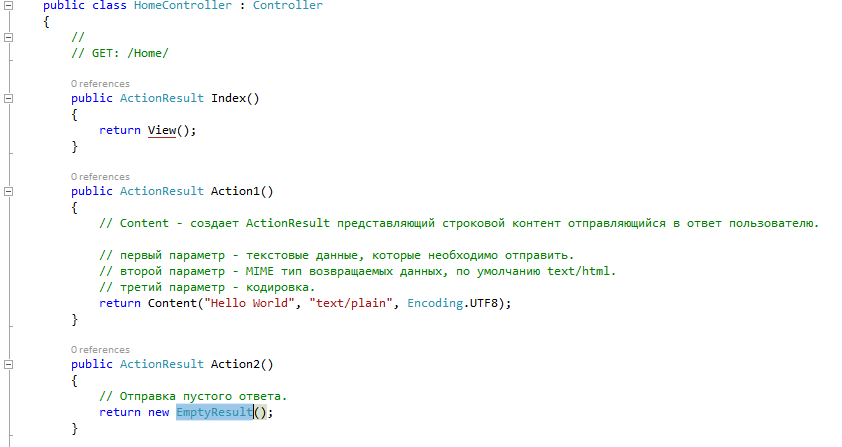 public class HomeController : Controller
{
//
// GET: /Home/
0 references
public ActionResult Index()
{
return View();
}
0 references
public ActionResult Action1()
{
// Content - создает ActionResult представляющий строковой контент отправляющийся в ответ пользователю.
// первый параметр - текстовые данные, которые необходимо отправить.
// второй параметр - MIME тип возвращаемых данных, по умолчанию text/html.
// третий параметр - кодировка.
return Content("Hello World", "text/plain", Encoding.UTF8);
}
0 references
public ActionResult Action2()
{
// Отправка пустого ответа.
return new EmptyResult();
}